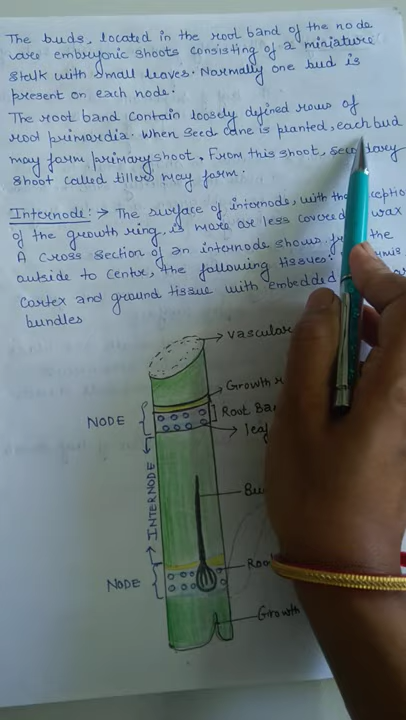 The buds, located in the root band of the node
vare embryonic shoots consisting of a miniature
stalk with small leaves. Normally one bud is
present on each node.
The root band contain loosely defined rows of
root primordia. When seed cane is planted, each bud
may form primary shoot. From this shoot, secondary
shoot called tillers may form.
Internode: → The surface of internode, with the
of the growth ring, is more or less covered wax
A cross section of an internode shows, the
outside to centre, the following tissues:
cortex and ground tissue with embedded
bundles
Vascular
Growth
NODE
Root
leaf
INTERNODE
NODE
Growth